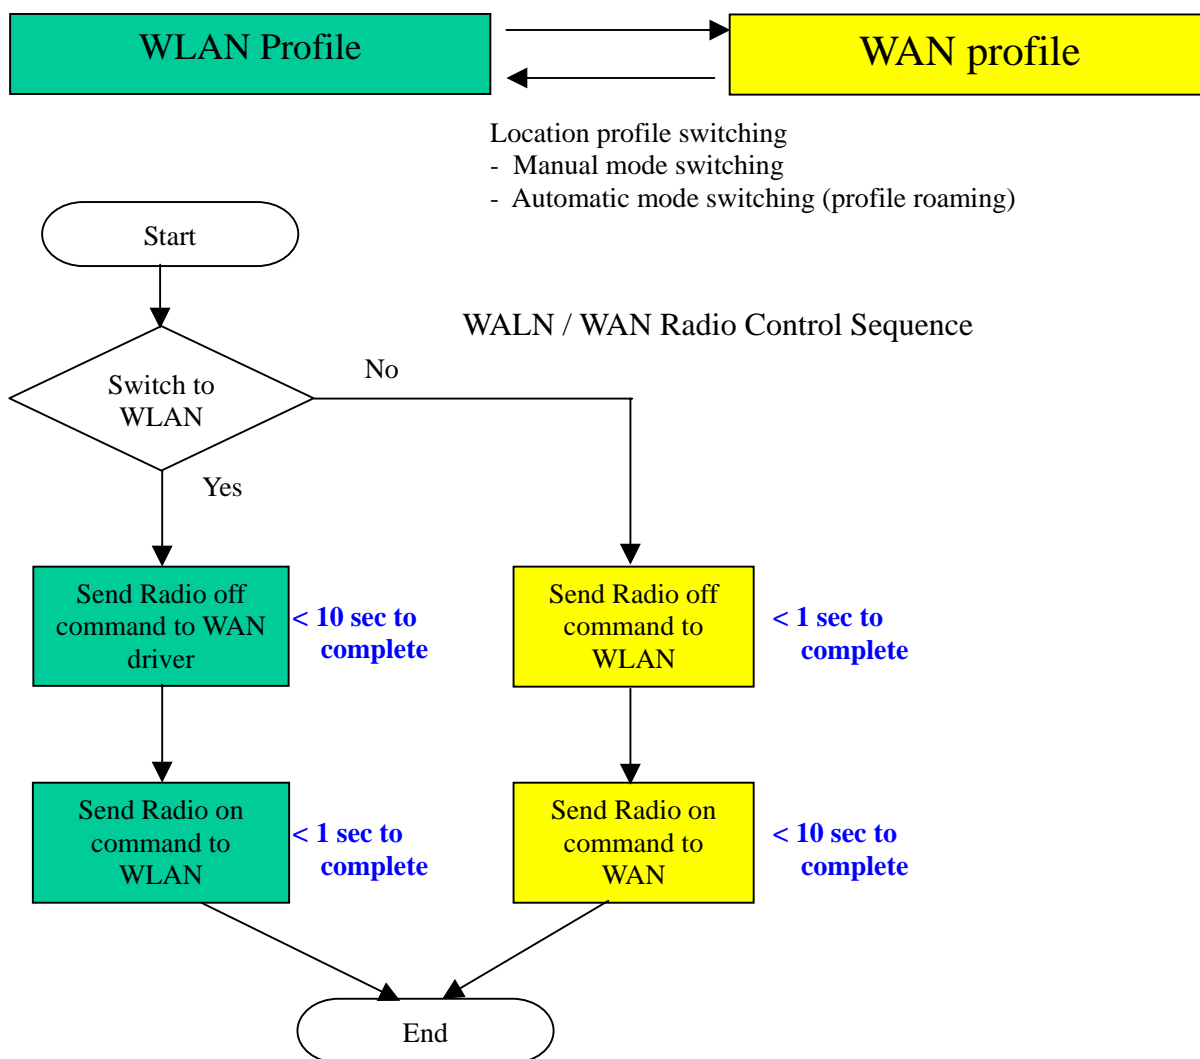 WLAN Profile
WAN profile
Location profile switching
- Manual mode switching
- Automatic mode switching (profile roaming)
Start
WALN / WAN Radio Control Sequence
Switch to
WLAN
No
Yes
Send Radio off
command to WAN
driver
< 10 sec to
complete
Send Radio off
command to
WLAN
< 1 sec to
complete
Send Radio on
command to
WLAN
< 1 sec to
complete
Send Radio on
command to
WAN
< 10 sec to
complete
End